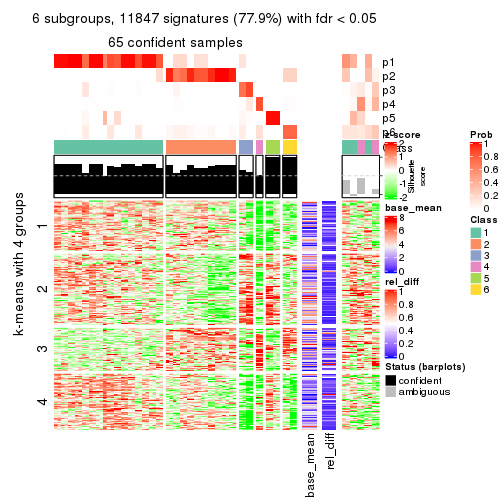 6 subgroups, 11847 signatures (77.9%) with fdr < 0.05
65 confident samples
p1
p2
p3
p4
p5
p6
Class
Silhouette
score
k-means with 4 groups
1
2
3
4
base_mean
rel_diff
z-score
2
1
0
-1
-2
base_mean
8
6
4
2
0
rel_diff
1
0.8
0.6
0.4
0.2
0
Status (barplots)
confident
ambiguous
Prob
1
0.8
0.6
0.4
0.2
0
Class
1
2
3
4
5
6